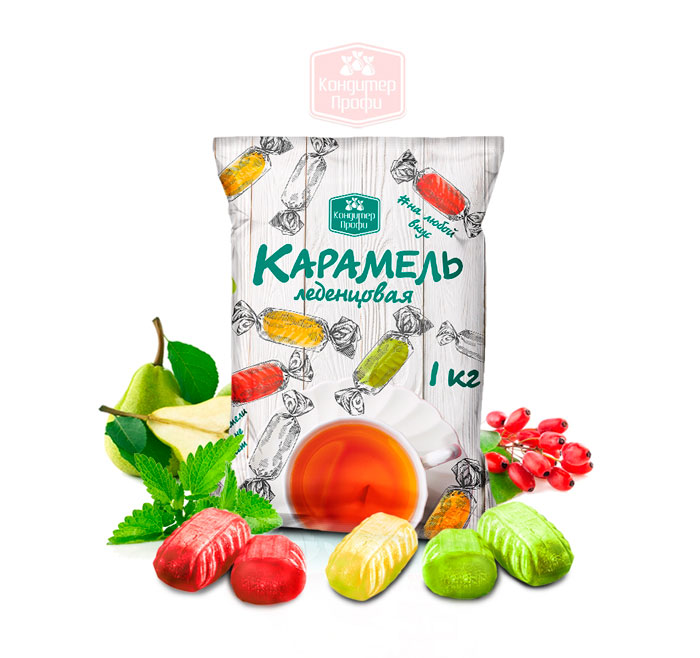 Кондитер
Профи
Кондитер
Профи
#на любой
вкус
КАРАМЕЛЬ
леденцовая
1 кг